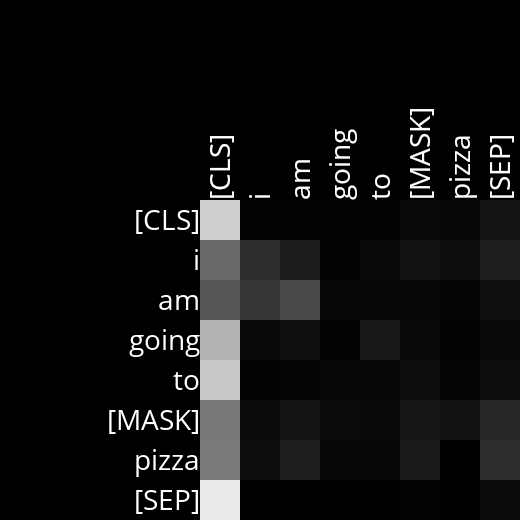 [CLS] i am going to [MASK] pizza [SEP]
[CLS]
i
am
going
to
[MASK]
pizza
[SEP]